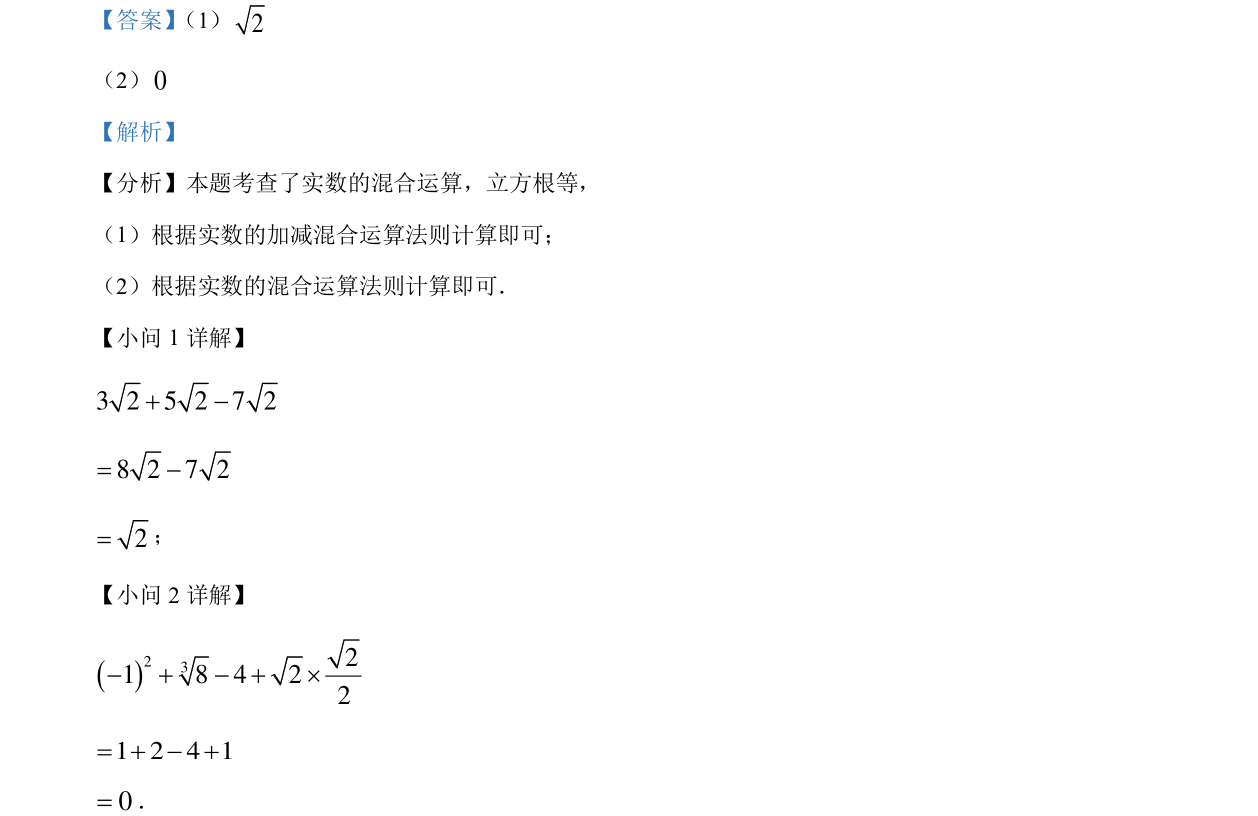 【答案】（1）√2
（2）0
【解析】
【分析】本题考查了实数的混合运算，立方根等，
（1）根据实数的加减混合运算法则计算即可；
（2）根据实数的混合运算法则计算即可．
【小问 1 详解】
3√2+5√2−7√2
=8√2−7√2
=√2；
【小问 2 详解】
(−1)²+∛8−4+√2×√2/2
=1+2−4+1
=0．